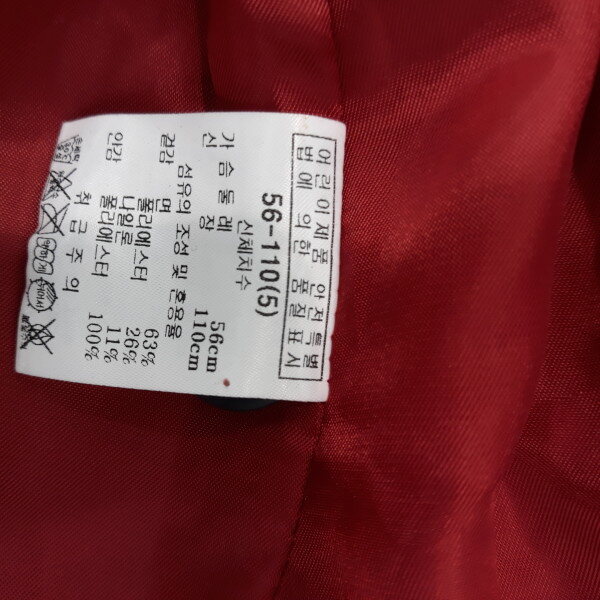 어린이제품 안전특별
법에 의한 품질표시
56-110(5)
신체치수
가슴둘레 56cm
신 장 110cm
섬유의 조성 및 혼용율
겉감 면 63%
폴리에스터 26%
나일론 11%
안감 폴리에스터 100%
취 급 주 의